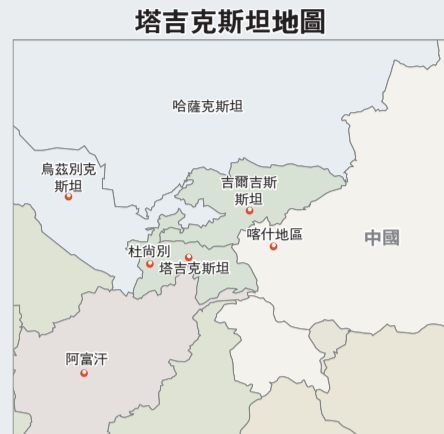 塔吉克斯坦地圖
哈薩克斯坦
烏茲別克
斯坦
吉爾吉斯
斯坦
喀什地區
中國
杜尚別
塔吉克斯坦
阿富汗